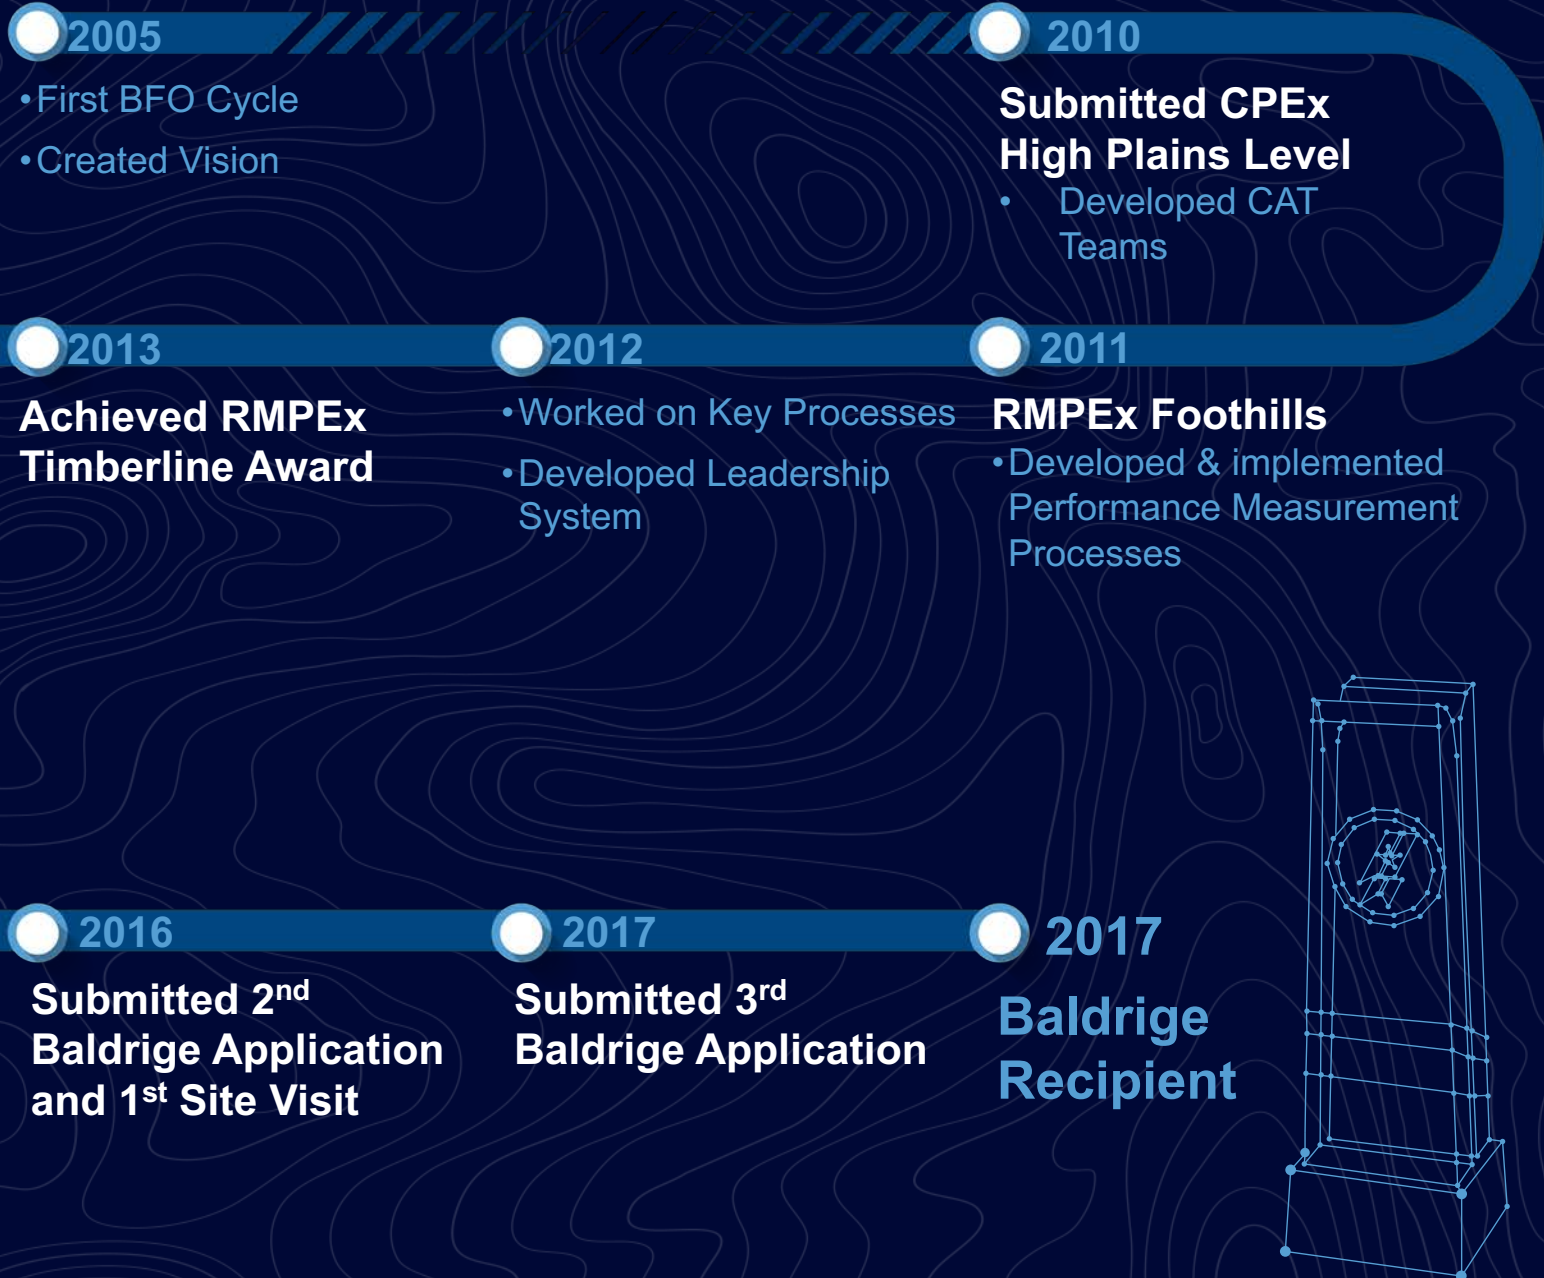 2005
•First BFO Cycle
•Created Vision
2010
Submitted CPEx
High Plains Level
• Developed CAT
Teams
2013
Achieved RMPEx
Timberline Award
2012
•Worked on Key Processes
•Developed Leadership
System
2011
RMPEx Foothills
•Developed & implemented
Performance Measurement
Processes
2016
Submitted 2nd
Baldrige Application
and 1st Site Visit
2017
Submitted 3rd
Baldrige Application
2017
Baldrige
Recipient